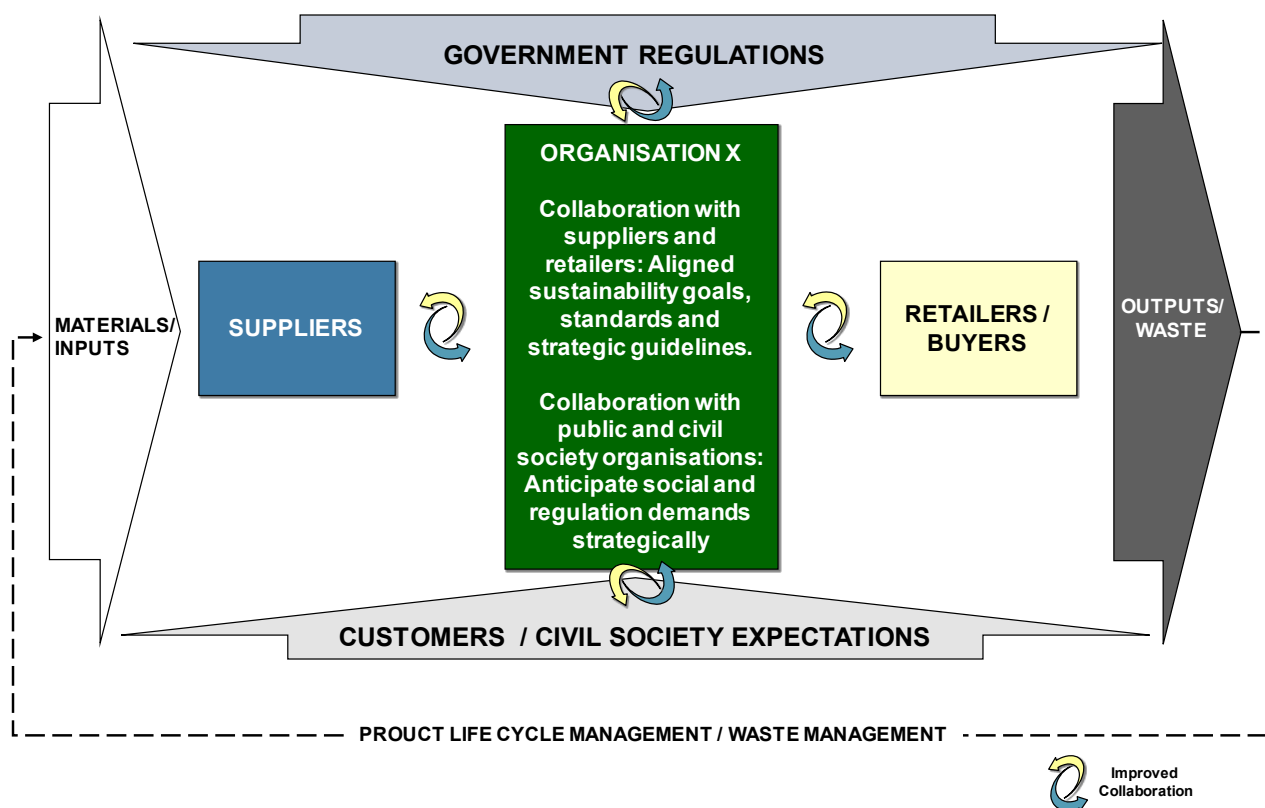 GOVERNMENT REGULATIONS
ORGANISATION X
Collaboration with
suppliers and
retailers: Aligned
sustainability goals,
standards and
strategic guidelines.
Collaboration with
public and civil
society organisations:
Anticipate social and
regulation demands
strategically
MATERIALS/
INPUTS
SUPPLIERS
RETAILERS /
BUYERS
OUTPUTS/
WASTE
CUSTOMERS / CIVIL SOCIETY EXPECTATIONS
PROUCT LIFE CYCLE MANAGEMENT / WASTE MANAGEMENT
Improved
Collaboration